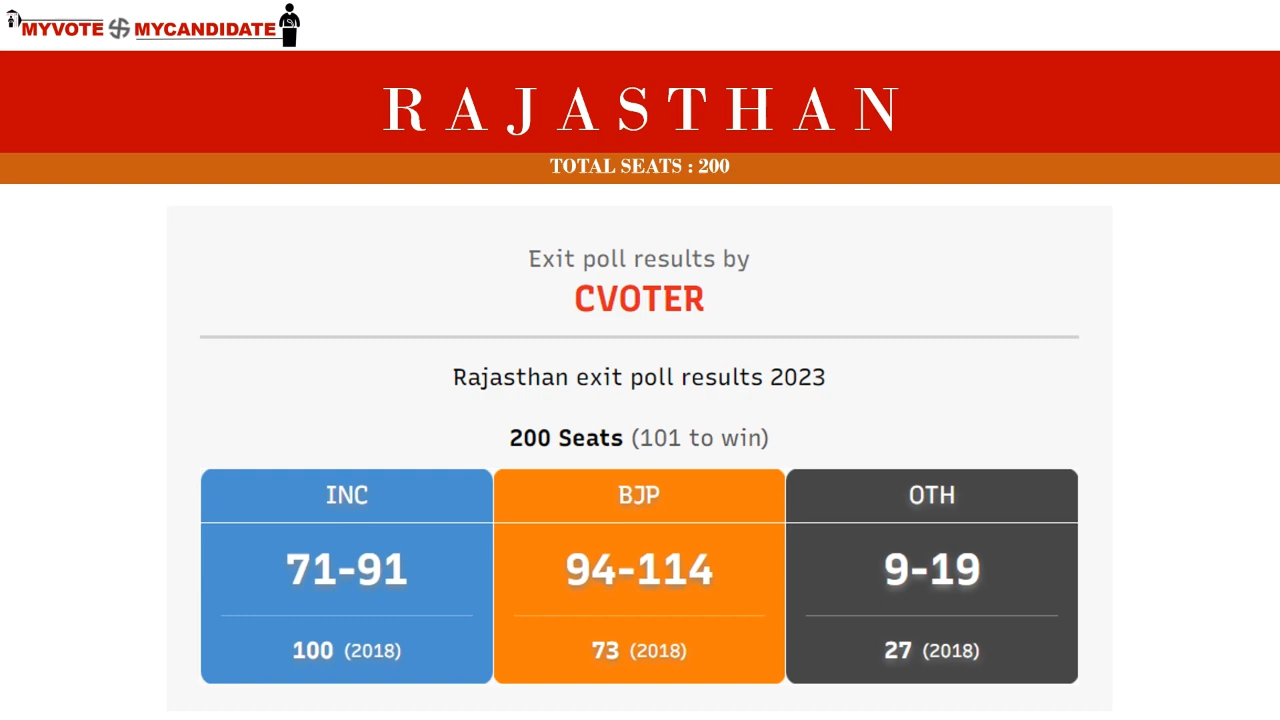 MYVOTE MYCANDIDATE
RAJASTHAN
TOTAL SEATS : 200
Exit poll results by
CVOTER
Rajasthan exit poll results 2023
200 Seats (101 to win)
INC BJP OTH
71-91 94-114 9-19
100 (2018) 73 (2018) 27 (2018)